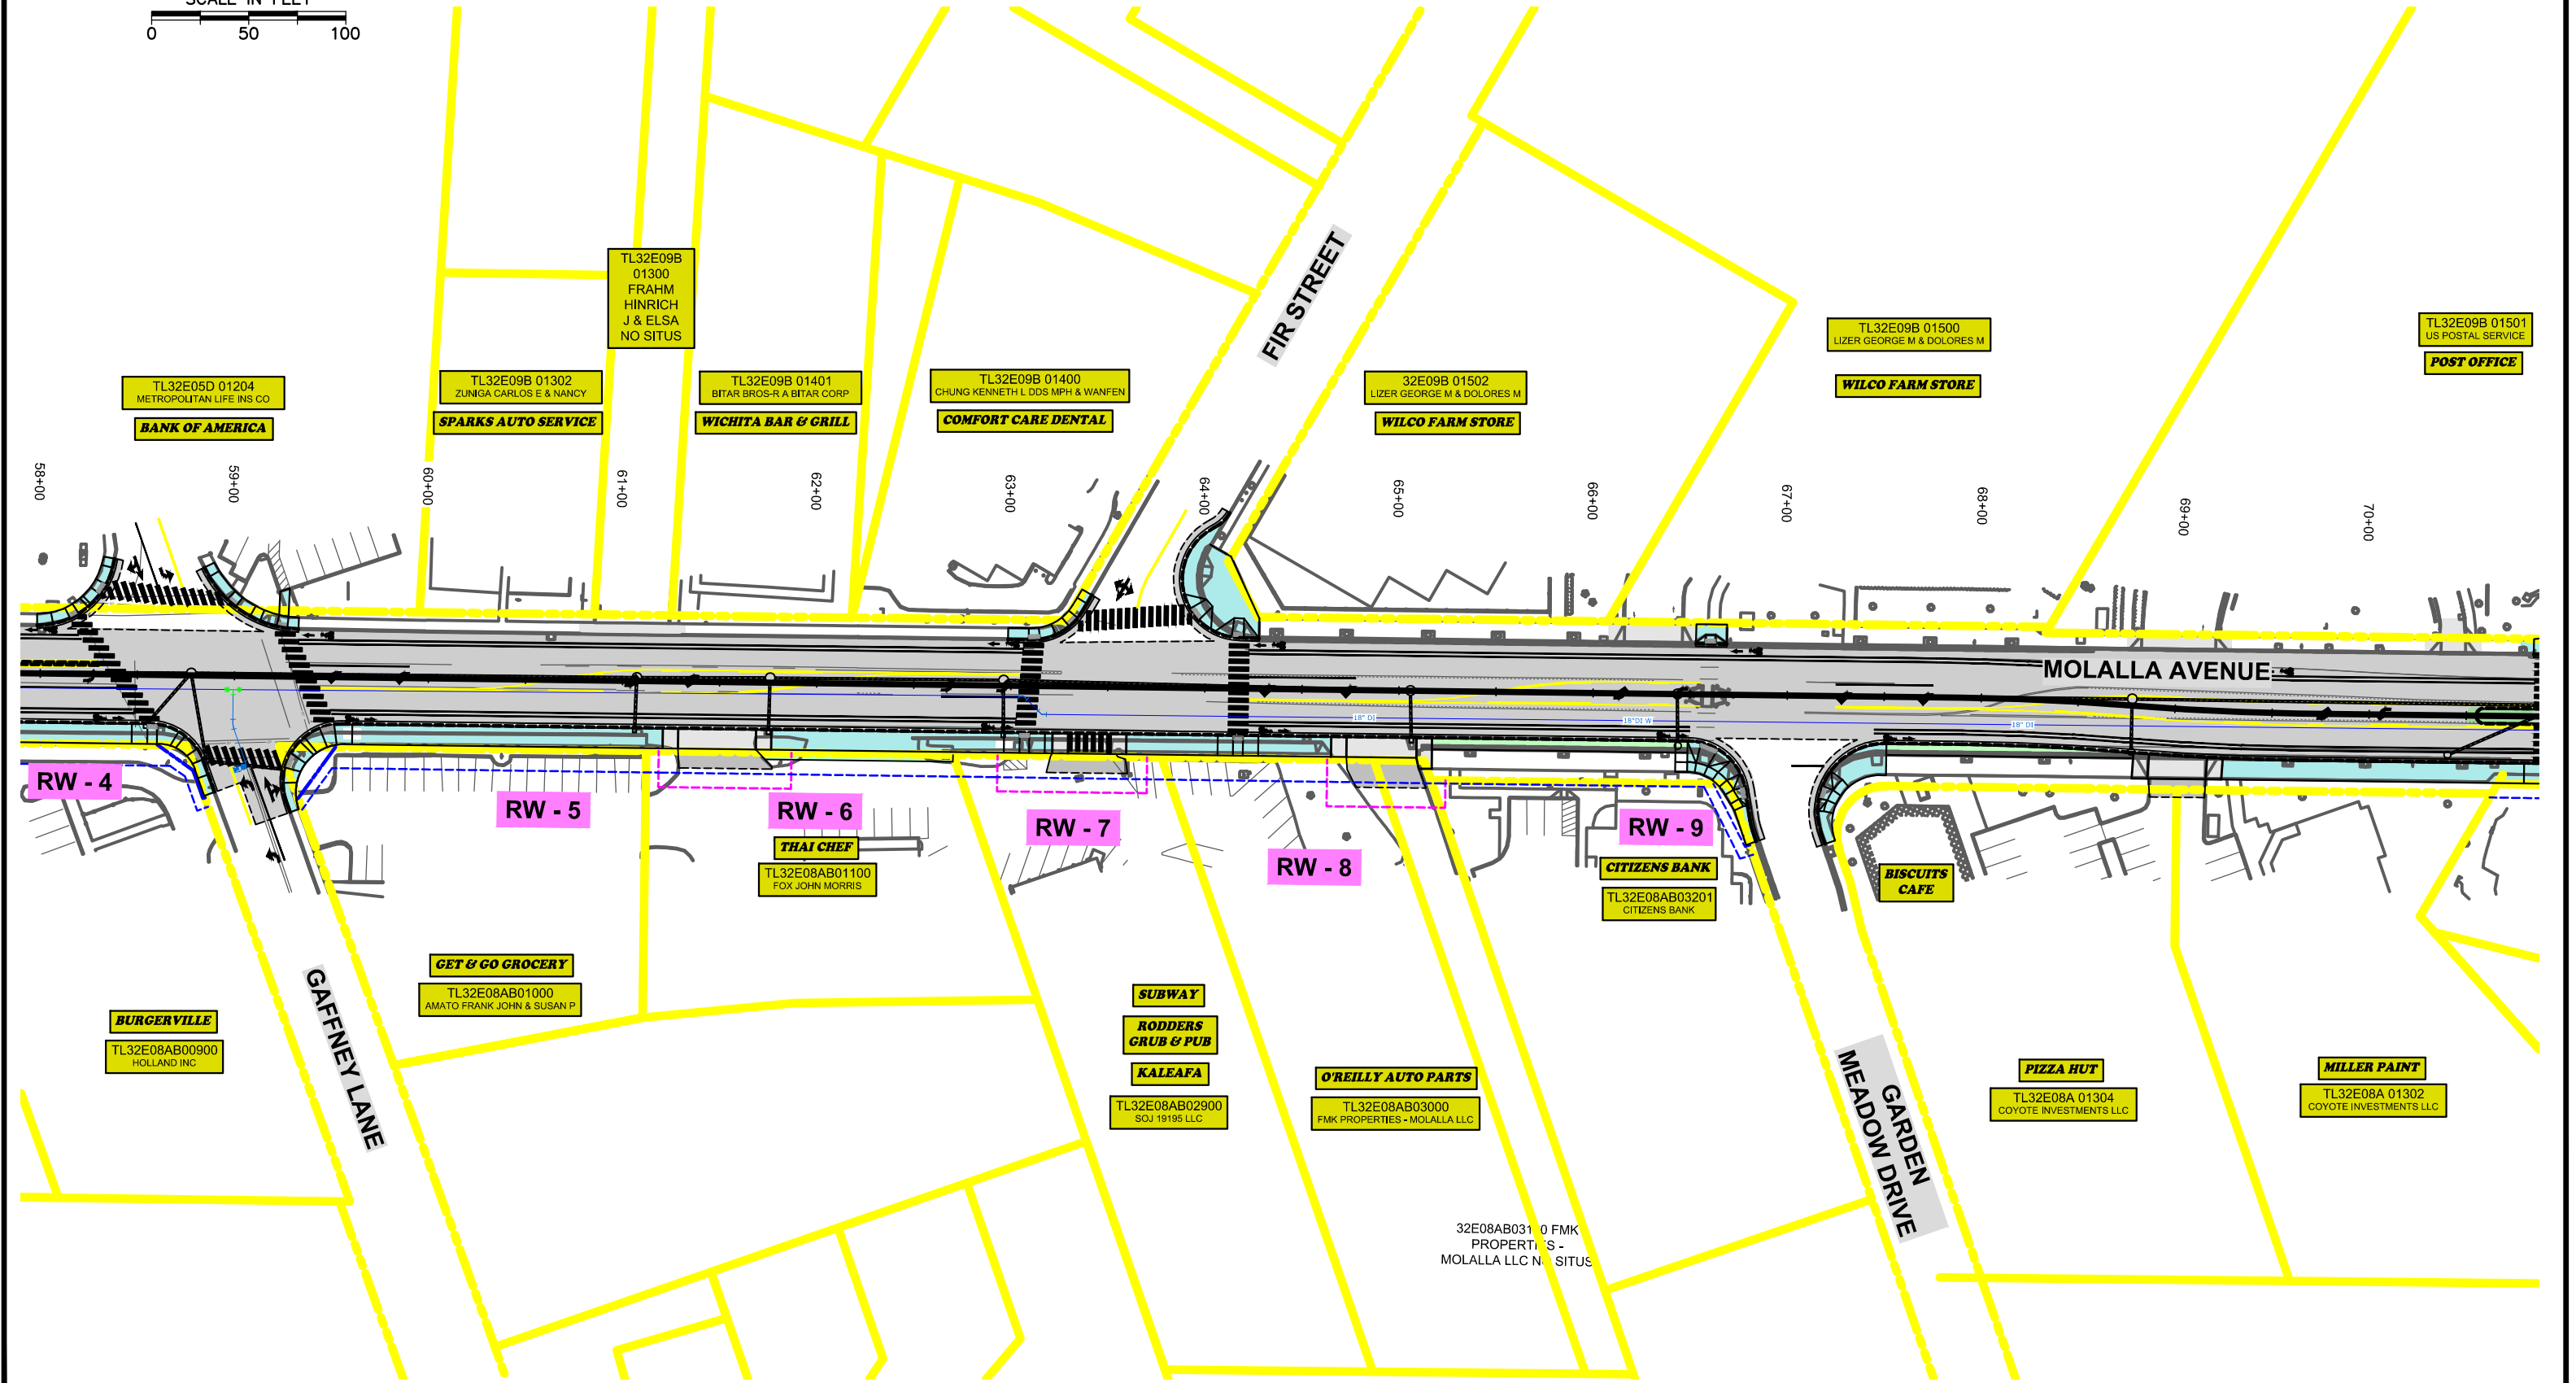 SCALE IN FEET
0 50 100
TL32E09B
01300
FRAHM
HINRICH
J & ELSA
NO SITUS
FIR STREET
TL32E05D 01204
METROPOLITAN LIFE INS CO
BANK OF AMERICA
TL32E09B 01302
ZUNIGA CARLOS E & NANCY
SPARKS AUTO SERVICE
TL32E09B 01401
BITAR BROS-R A BITAR CORP
WICHITA BAR & GRILL
TL32E09B 01400
CHUNG KENNETH L DDS MPH & WANFEN
COMFORT CARE DENTAL
32E09B 01502
LIZER GEORGE M & DOLORES M
WILCO FARM STORE
TL32E09B 01500
LIZER GEORGE M & DOLORES M
WILCO FARM STORE
TL32E09B 01501
US POSTAL SERVICE
POST OFFICE
58+00
59+00
60+00
61+00
62+00
63+00
64+00
65+00
66+00
67+00
68+00
69+00
70+00
MOLALLA AVENUE
18" DI
18"DI W
18" DI
RW - 4
RW - 5
RW - 6
RW - 7
RW - 8
RW - 9
THAI CHEF
TL32E08AB01100
FOX JOHN MORRIS
CITIZENS BANK
TL32E08AB03201
CITIZENS BANK
BISCUITS
CAFE
GET & GO GROCERY
TL32E08AB01000
AMATO FRANK JOHN & SUSAN P
GAFFNEY LANE
BURGERVILLE
TL32E08AB00900
HOLLAND INC
SUBWAY
RODDERS
GRUB & PUB
KALEAFA
TL32E08AB02900
SOJ 19195 LLC
O'REILLY AUTO PARTS
TL32E08AB03000
FMK PROPERTIES - MOLALLA LLC
GARDEN
MEADOW DRIVE
PIZZA HUT
TL32E08A 01304
COYOTE INVESTMENTS LLC
MILLER PAINT
TL32E08A 01302
COYOTE INVESTMENTS LLC
FMK
PROPERTIES -
MOLALLA LLC NO SITUS